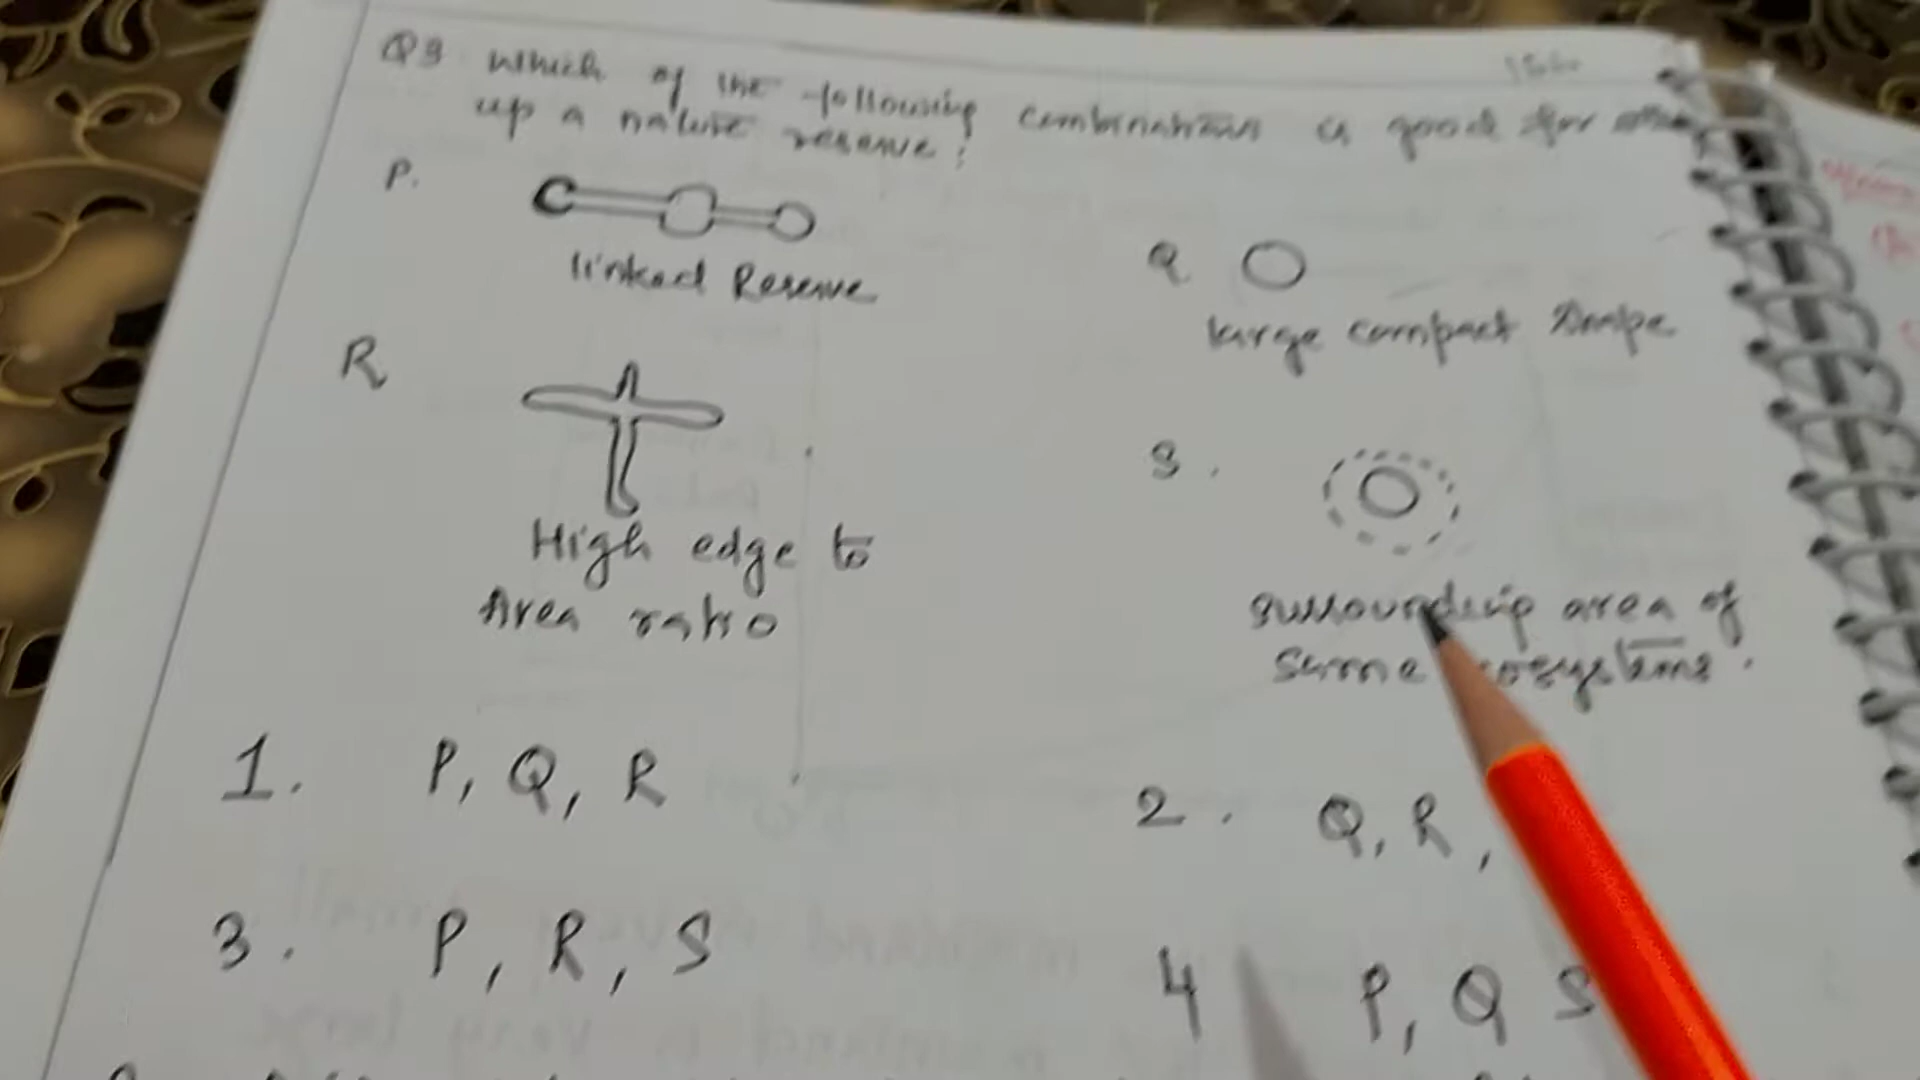 Q3 Which of the following combinations is good for
up a nature reserve:
P.
linked Reserve
Q
large compact shape
R
High edge to
Area ratio
S.
surrounding area of
same ecosystems.
1. P, Q, R
2. Q, R,
3. P, R, S
4 P, Q S